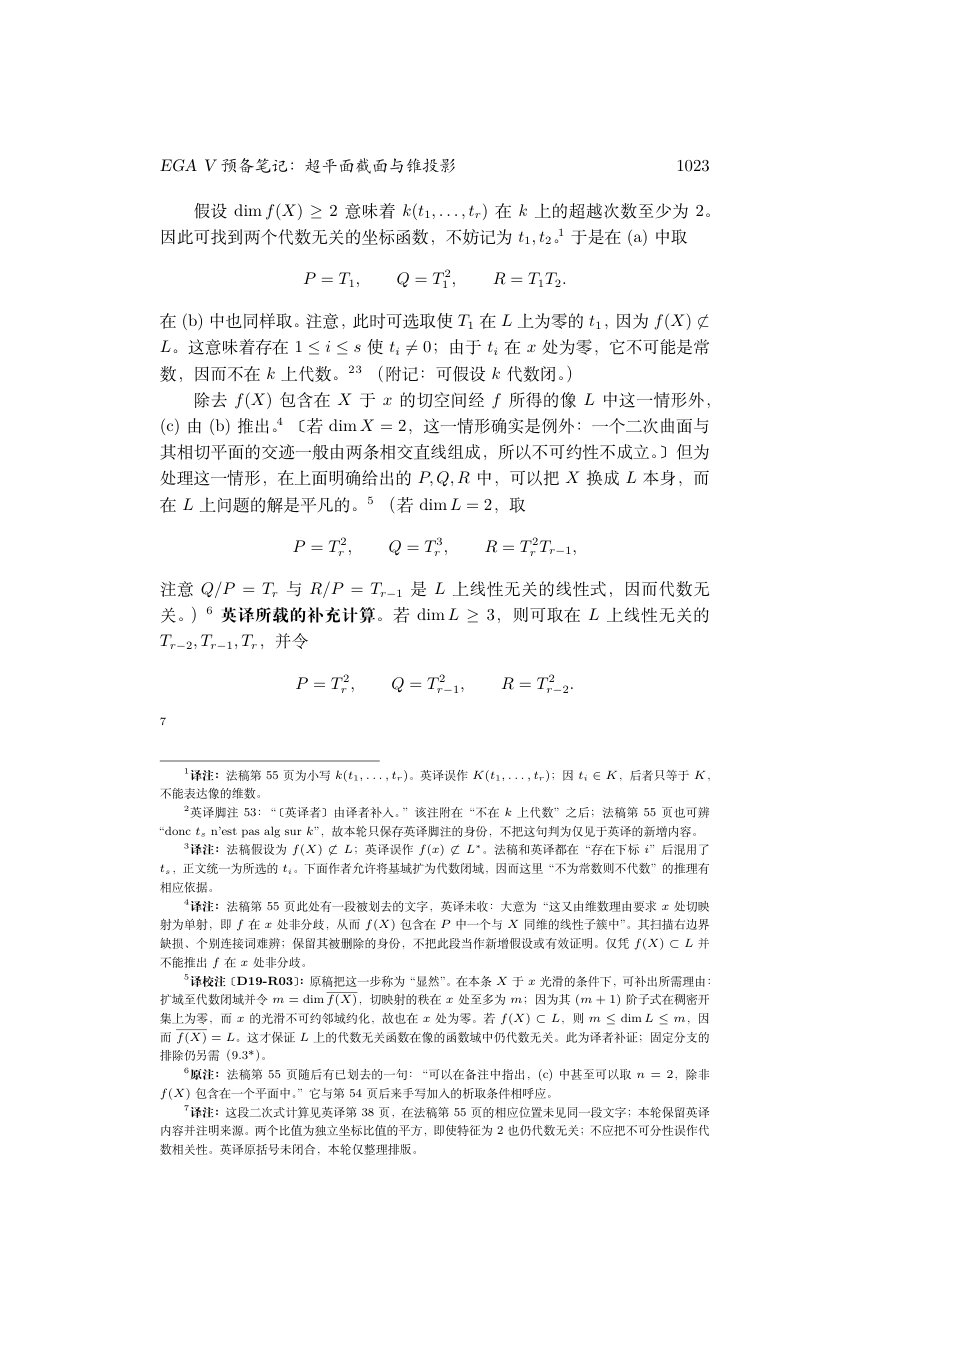 EGA V 预备笔记：超平面截面与锥投影 1023
假设 dim f(X) ≥ 2 意味着 k(t₁, . . . , tᵣ) 在 k 上的超越次数至少为 2。
因此可找到两个代数无关的坐标函数，不妨记为 t₁, t₂。¹ 于是在 (a) 中取
P = T₁, Q = T₁², R = T₁T₂.
在 (b) 中也同样取。注意，此时可选取使 T₁ 在 L 上为零的 t₁，因为 f(X) ⊄
L。这意味着存在 1 ≤ i ≤ s 使 tᵢ ≠ 0；由于 tᵢ 在 x 处为零，它不可能是常
数，因而不在 k 上代数。²³ （附记：可假设 k 代数闭。）
除去 f(X) 包含在 X 于 x 的切空间经 f 所得的像 L 中这一情形外，
(c) 由 (b) 推出。⁴ 〔若 dim X = 2，这一情形确实是例外：一个二次曲面与
其相切平面的交迹一般由两条相交直线组成，所以不可约性不成立。〕但为
处理这一情形，在上面明确给出的 P, Q, R 中，可以把 X 换成 L 本身，而
在 L 上问题的解是平凡的。⁵ （若 dim L = 2，取
P = Tᵣ², Q = Tᵣ³, R = Tᵣ²Tᵣ₋₁,
注意 Q/P = Tᵣ 与 R/P = Tᵣ₋₁ 是 L 上线性无关的线性式，因而代数无
关。）⁶ 英译所载的补充计算。若 dim L ≥ 3，则可取在 L 上线性无关的
Tᵣ₋₂, Tᵣ₋₁, Tᵣ，并令
P = Tᵣ², Q = Tᵣ₋₁², R = Tᵣ₋₂².
7
¹译注：法稿第 55 页为小写 k(t₁, . . . , tᵣ)。英译误作 K(t₁, . . . , tᵣ)；因 tᵢ ∈ K，后者只等于 K，
不能表达像的维数。
²英译脚注 53：“〔英译者〕由译者补入。” 该注附在 “不在 k 上代数” 之后；法稿第 55 页也可辨
“donc tₛ n'est pas alg sur k”，故本轮只保存英译脚注的身份，不把这句判为仅见于英译的新增内容。
³译注：法稿假设为 f(X) ⊄ L；英译误作 f(x) ⊄ L*。法稿和英译都在 “存在下标 i” 后混用了
tₛ，正文统一为所选的 tᵢ。下面作者允许将基域扩为代数闭域，因而这里 “不为常数则不代数” 的推理有
相应依据。
⁴译注：法稿第 55 页此处有一段被划去的文字，英译未收：大意为 “这又由维数理由要求 x 处切映
射为单射，即 f 在 x 处非分歧，从而 f(X) 包含在 P 中一个与 X 同维的线性子簇中”。其扫描右边界
缺损、个别连接词难辨；保留其被删除的身份，不把此段当作新增假设或有效证明。仅凭 f(X) ⊂ L 并
不能推出 f 在 x 处非分歧。
⁵译校注〔D19-R03〕：原稿把这一步称为 “显然”。在本条 X 于 x 光滑的条件下，可补出所需理由：
扩域至代数闭域并令 m = dim f(X)‾，切映射的秩在 x 处至多为 m；因为其 (m + 1) 阶子式在稠密开
集上为零，而 x 的光滑不可约邻域约化，故也在 x 处为零。若 f(X) ⊂ L，则 m ≤ dim L ≤ m，因
而 f(X)‾ = L。这才保证 L 上的代数无关函数在像的函数域中仍代数无关。此为译者补证；固定分支的
排除仍另需 (9.3*)。
⁶原注：法稿第 55 页随后有已划去的一句：“可以在备注中指出，(c) 中甚至可以取 n = 2，除非
f(X) 包含在一个平面中。” 它与第 54 页后来手写加入的析取条件相呼应。
⁷译注：这段二次式计算见英译第 38 页，在法稿第 55 页的相应位置未见同一段文字；本轮保留英译
内容并注明来源。两个比值为独立坐标比值的平方，即使特征为 2 也仍代数无关；不应把不可分性误作代
数相关性。英译原括号未闭合，本轮仅整理排版。